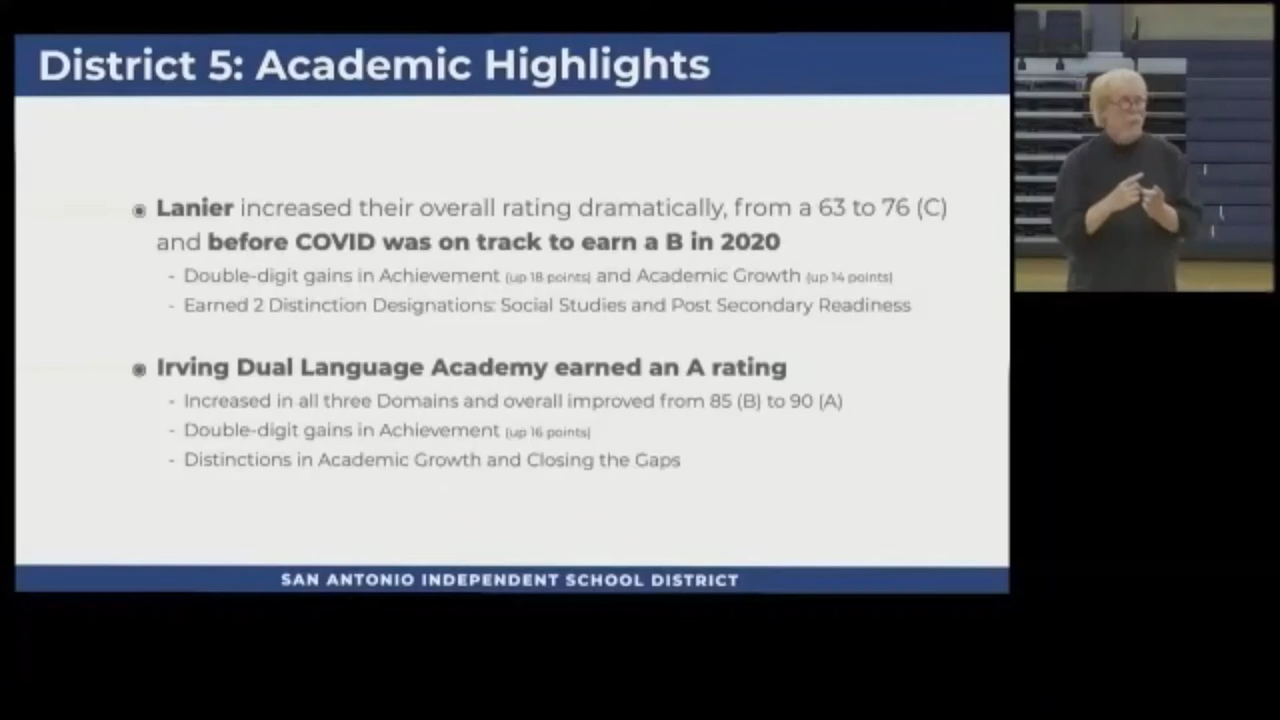 District 5: Academic Highlights
Lanier increased their overall rating dramatically, from a 63 to 76 (C)
and before COVID was on track to earn a B in 2020
- Double-digit gains in Achievement (up 18 points) and Academic Growth (up 14 points)
- Earned 2 Distinction Designations: Social Studies and Post Secondary Readiness
Irving Dual Language Academy earned an A rating
- Increased in all three Domains and overall improved from 85 (B) to 90 (A)
- Double-digit gains in Achievement (up 16 points)
- Distinctions in Academic Growth and Closing the Gaps
SAN ANTONIO INDEPENDENT SCHOOL DISTRICT